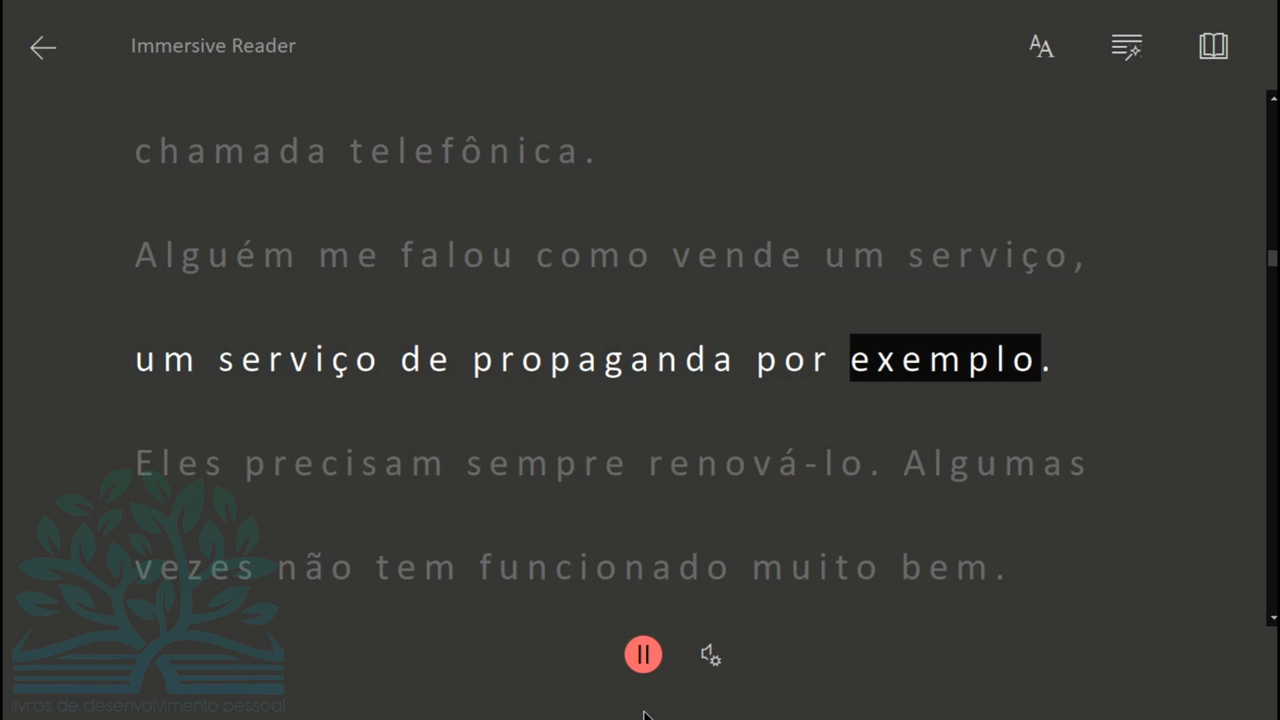 Immersive Reader
chamada telefônica.
Alguém me falou como vende um serviço,
um serviço de propaganda por exemplo.
Eles precisam sempre renová-lo. Algumas
vezes não tem funcionado muito bem.
livros de desenvolvimento pessoal